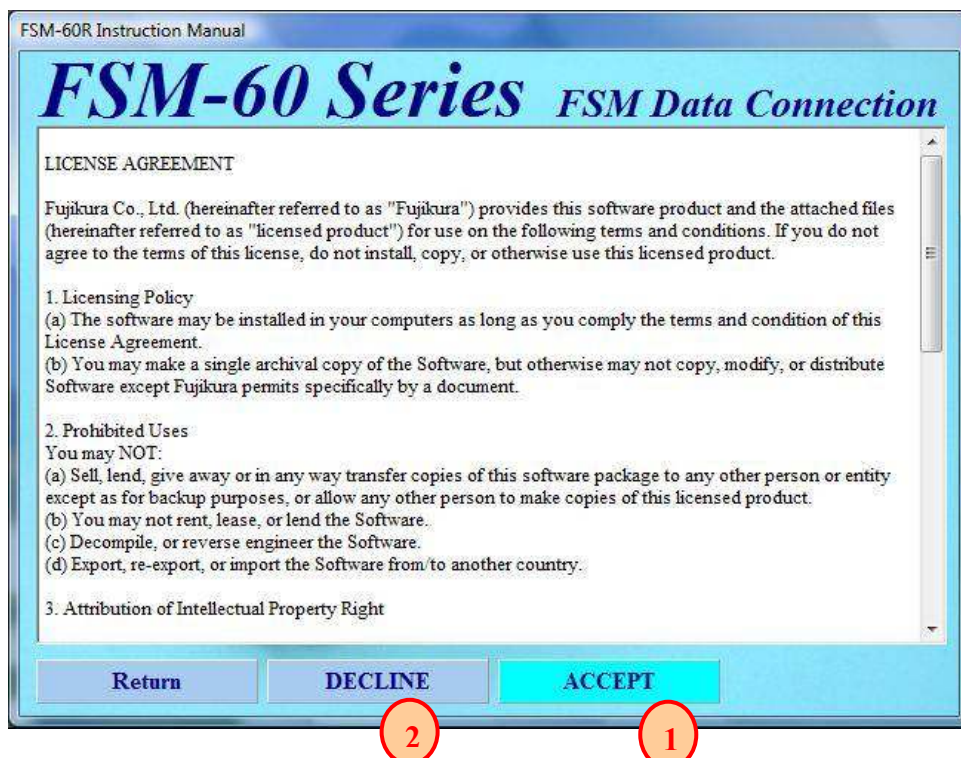 FSM-60R Instruction Manual
FSM-60 Series FSM Data Connection
LICENSE AGREEMENT
Fujikura Co., Ltd. (hereinafter referred to as "Fujikura") provides this software product and the attached files
(hereinafter referred to as "licensed product") for use on the following terms and conditions. If you do not
agree to the terms of this license, do not install, copy, or otherwise use this licensed product.
1. Licensing Policy
(a) The software may be installed in your computers as long as you comply the terms and condition of this
License Agreement.
(b) You may make a single archival copy of the Software, but otherwise may not copy, modify, or distribute
Software except Fujikura permits specifically by a document.
2. Prohibited Uses
You may NOT:
(a) Sell, lend, give away or in any way transfer copies of this software package to any other person or entity
except as for backup purposes, or allow any other person to make copies of this licensed product.
(b) You may not rent, lease, or lend the Software.
(c) Decompile, or reverse engineer the Software.
(d) Export, re-export, or import the Software from/to another country.
3. Attribution of Intellectual Property Right
Return DECLINE ACCEPT
2 1